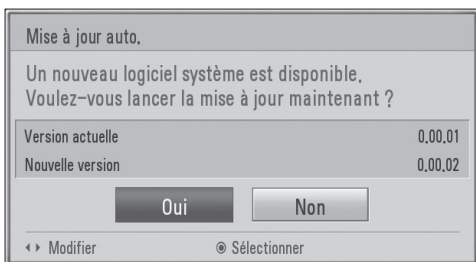 Mise à jour auto.
Un nouveau logiciel système est disponible.
Voulez-vous lancer la mise à jour maintenant ?
Version actuelle 0.00.01
Nouvelle version 0.00.02
Oui Non
Modifier Sélectionner